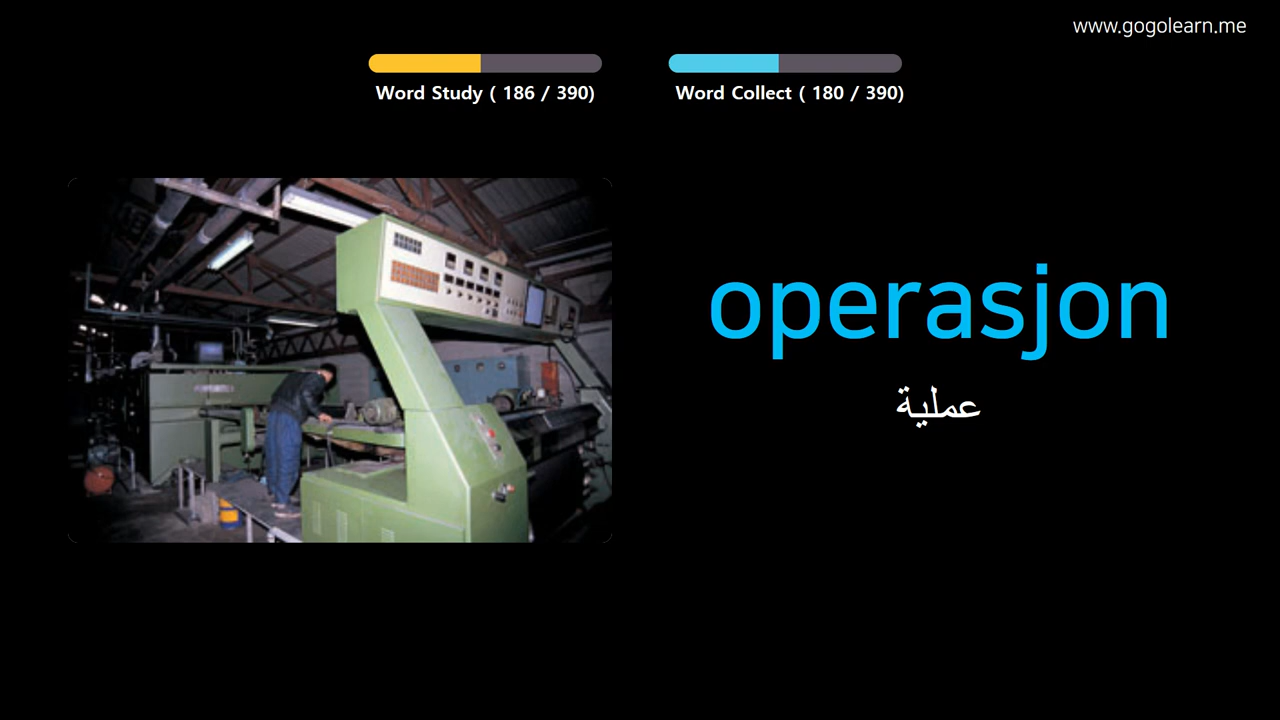 www.gogolearn.me
Word Study ( 186 / 390)
Word Collect ( 180 / 390)
operasjon
عملية